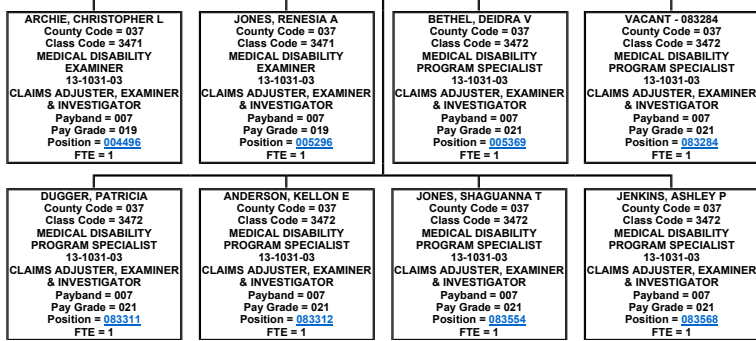 ARCHIE, CHRISTOPHER L
County Code = 037
Class Code = 3471
MEDICAL DISABILITY
EXAMINER
13-1031-03
CLAIMS ADJUSTER, EXAMINER
& INVESTIGATOR
Payband = 007
Pay Grade = 019
Position = 004496
FTE = 1
JONES, RENESIA A
County Code = 037
Class Code = 3471
MEDICAL DISABILITY
EXAMINER
13-1031-03
CLAIMS ADJUSTER, EXAMINER
& INVESTIGATOR
Payband = 007
Pay Grade = 019
Position = 005296
FTE = 1
BETHEL, DEIDRA V
County Code = 037
Class Code = 3472
MEDICAL DISABILITY
PROGRAM SPECIALIST
13-1031-03
CLAIMS ADJUSTER, EXAMINER
& INVESTIGATOR
Payband = 007
Pay Grade = 021
Position = 005369
FTE = 1
VACANT - 083284
County Code = 037
Class Code = 3472
MEDICAL DISABILITY
PROGRAM SPECIALIST
13-1031-03
CLAIMS ADJUSTER, EXAMINER
& INVESTIGATOR
Payband = 007
Pay Grade = 021
Position = 083284
FTE = 1
DUGGER, PATRICIA
County Code = 037
Class Code = 3472
MEDICAL DISABILITY
PROGRAM SPECIALIST
13-1031-03
CLAIMS ADJUSTER, EXAMINER
& INVESTIGATOR
Payband = 007
Pay Grade = 021
Position = 083311
FTE = 1
ANDERSON, KELLON E
County Code = 037
Class Code = 3472
MEDICAL DISABILITY
PROGRAM SPECIALIST
13-1031-03
CLAIMS ADJUSTER, EXAMINER
& INVESTIGATOR
Payband = 007
Pay Grade = 021
Position = 083312
FTE = 1
JONES, SHAGUANNA T
County Code = 037
Class Code = 3472
MEDICAL DISABILITY
PROGRAM SPECIALIST
13-1031-03
CLAIMS ADJUSTER, EXAMINER
& INVESTIGATOR
Payband = 007
Pay Grade = 021
Position = 083554
FTE = 1
JENKINS, ASHLEY P
County Code = 037
Class Code = 3472
MEDICAL DISABILITY
PROGRAM SPECIALIST
13-1031-03
CLAIMS ADJUSTER, EXAMINER
& INVESTIGATOR
Payband = 007
Pay Grade = 021
Position = 083568
FTE = 1